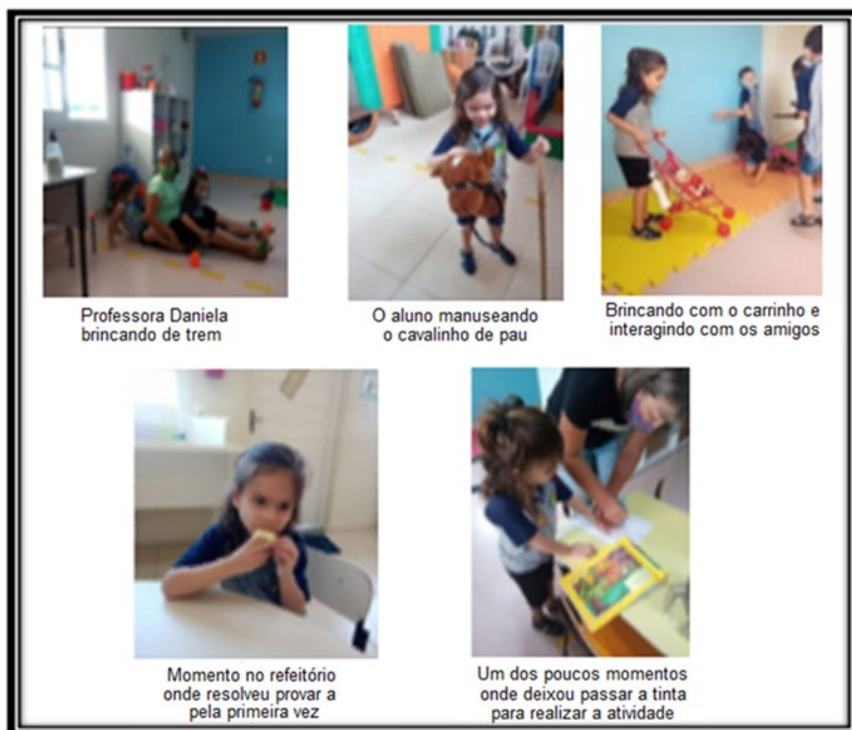 Professora Daniela
brincando de trem
O aluno manuseando
o cavalinho de pau
Brincando com o carrinho e
interagindo com os amigos
Momento no refeitório
onde resolveu provar a
pela primeira vez
Um dos poucos momentos
onde deixou passar a tinta
para realizar a atividade